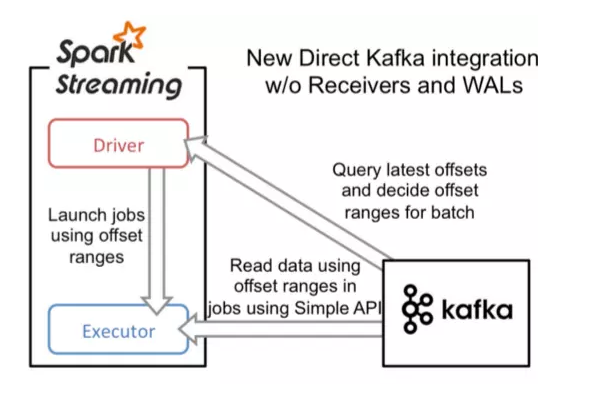 Spark
Streaming
New Direct Kafka integration
w/o Receivers and WALs
Driver
Query latest offsets
and decide offset
ranges for batch
Launch jobs
using offset
ranges
Read data using
offset ranges in
jobs using Simple API
kafka
Executor